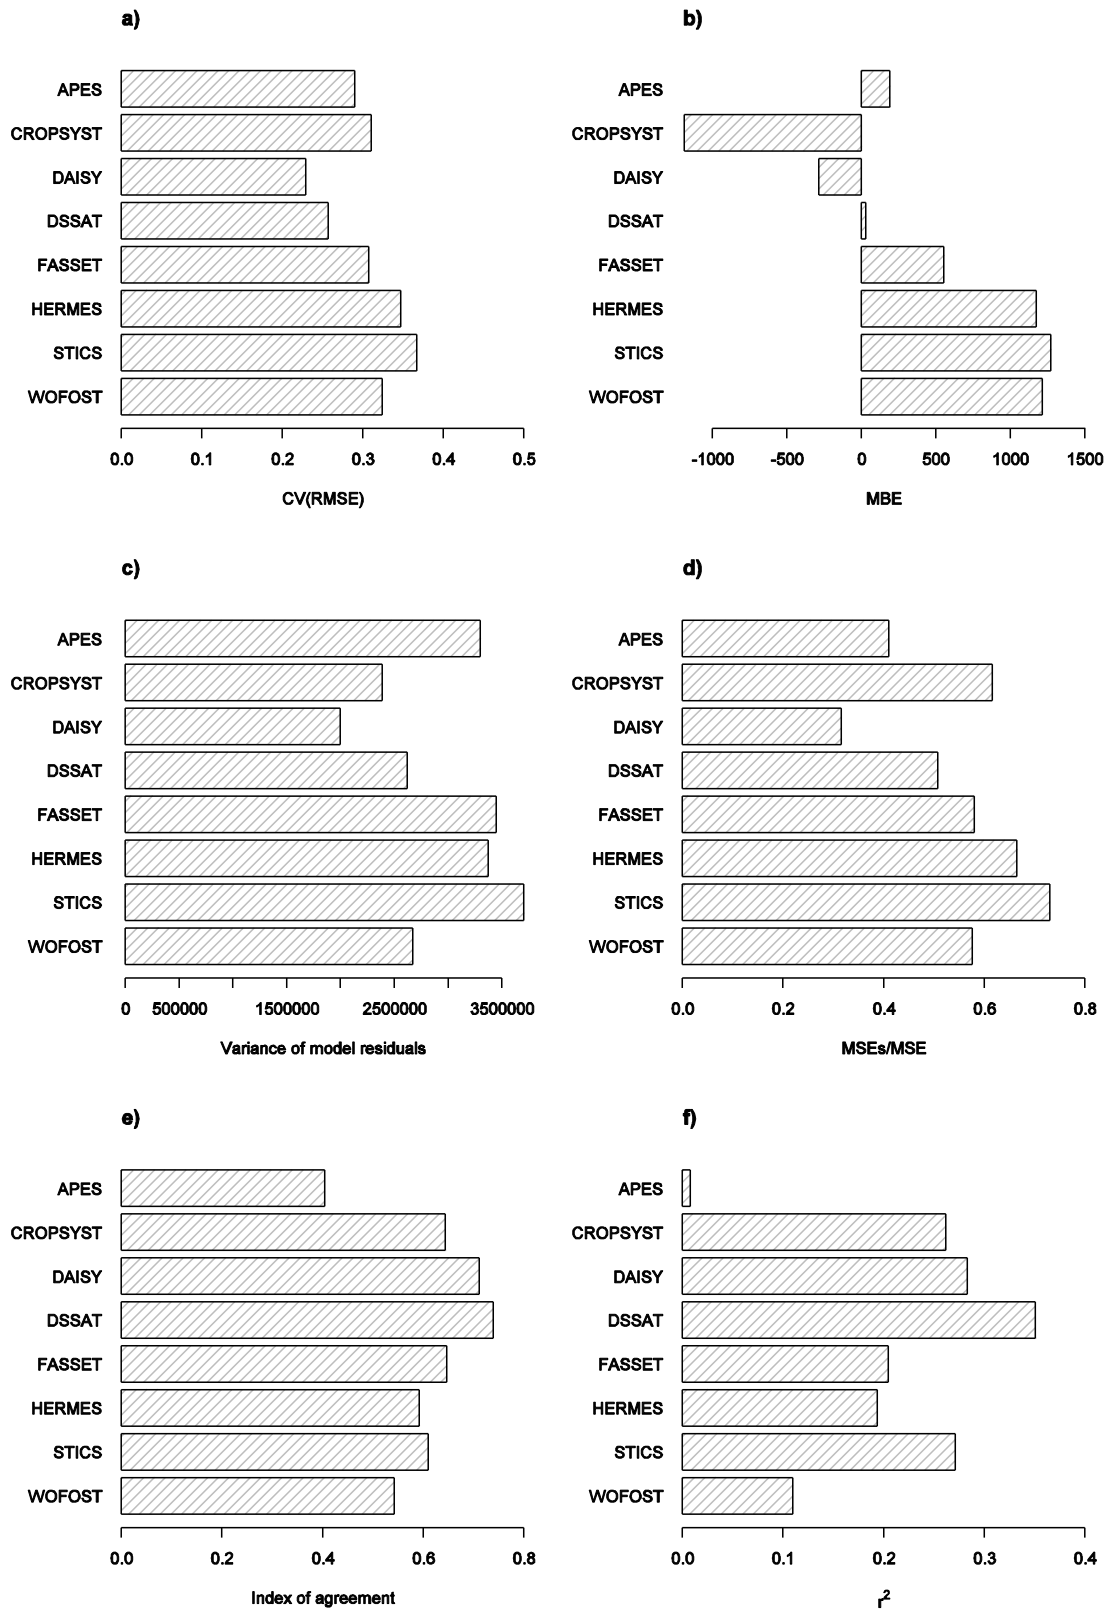 a)
APES
CROPSYST
DAISY
DSSAT
FASSET
HERMES
STICS
WOFOST
0.0 0.1 0.2 0.3 0.4 0.5
CV(RMSE)
b)
APES
CROPSYST
DAISY
DSSAT
FASSET
HERMES
STICS
WOFOST
-1000 -500 0 500 1000 1500
MBE
c)
APES
CROPSYST
DAISY
DSSAT
FASSET
HERMES
STICS
WOFOST
0 500000 1500000 2500000 3500000
Variance of model residuals
d)
APES
CROPSYST
DAISY
DSSAT
FASSET
HERMES
STICS
WOFOST
0.0 0.2 0.4 0.6 0.8
MSEs/MSE
e)
APES
CROPSYST
DAISY
DSSAT
FASSET
HERMES
STICS
WOFOST
0.0 0.2 0.4 0.6 0.8
Index of agreement
f)
APES
CROPSYST
DAISY
DSSAT
FASSET
HERMES
STICS
WOFOST
0.0 0.1 0.2 0.3 0.4
r²